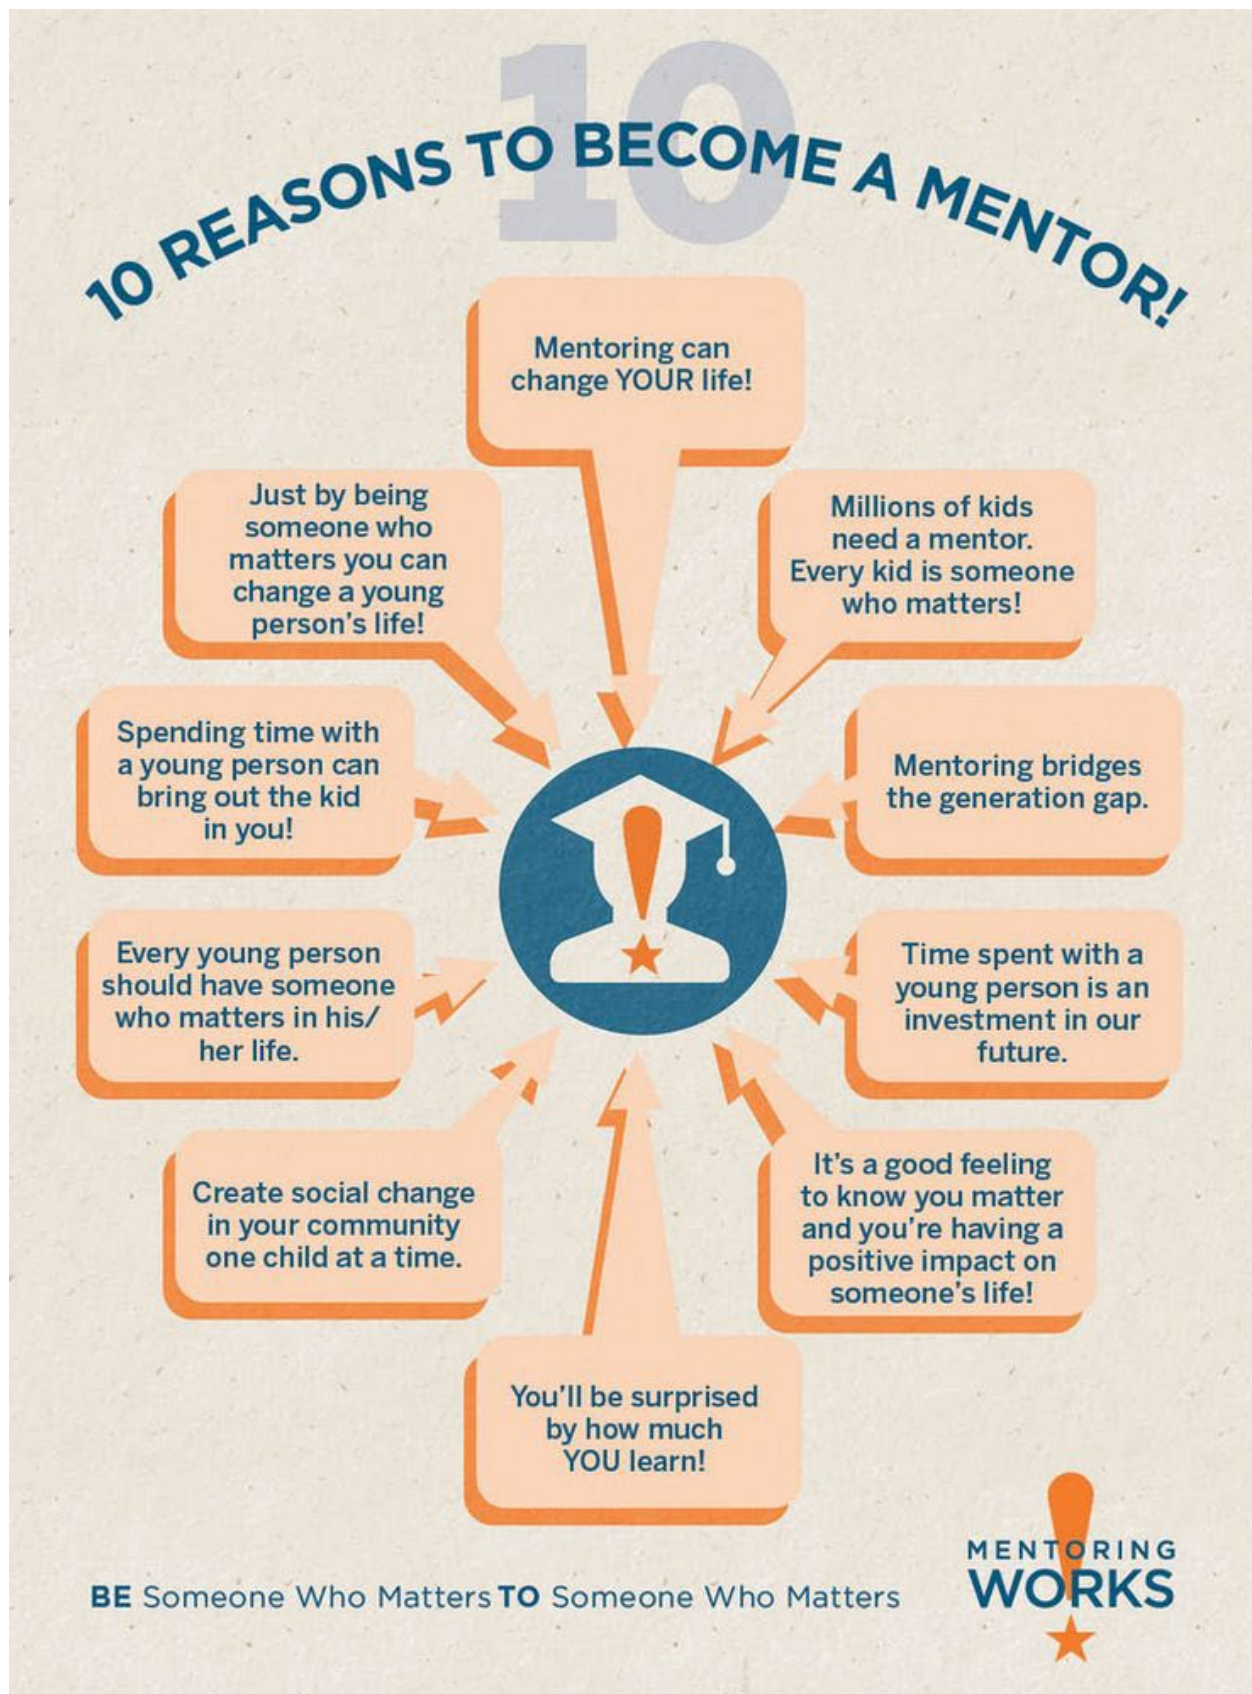 10
10 REASONS TO BECOME A MENTOR!
Mentoring can
change YOUR life!
Just by being
someone who
matters you can
change a young
person's life!
Millions of kids
need a mentor.
Every kid is someone
who matters!
Spending time with
a young person can
bring out the kid
in you!
Mentoring bridges
the generation gap.
Every young person
should have someone
who matters in his/
her life.
Time spent with a
young person is an
investment in our
future.
Create social change
in your community
one child at a time.
It's a good feeling
to know you matter
and you're having a
positive impact on
someone's life!
You'll be surprised
by how much
YOU learn!
BE Someone Who Matters TO Someone Who Matters
MENTORING
WORKS